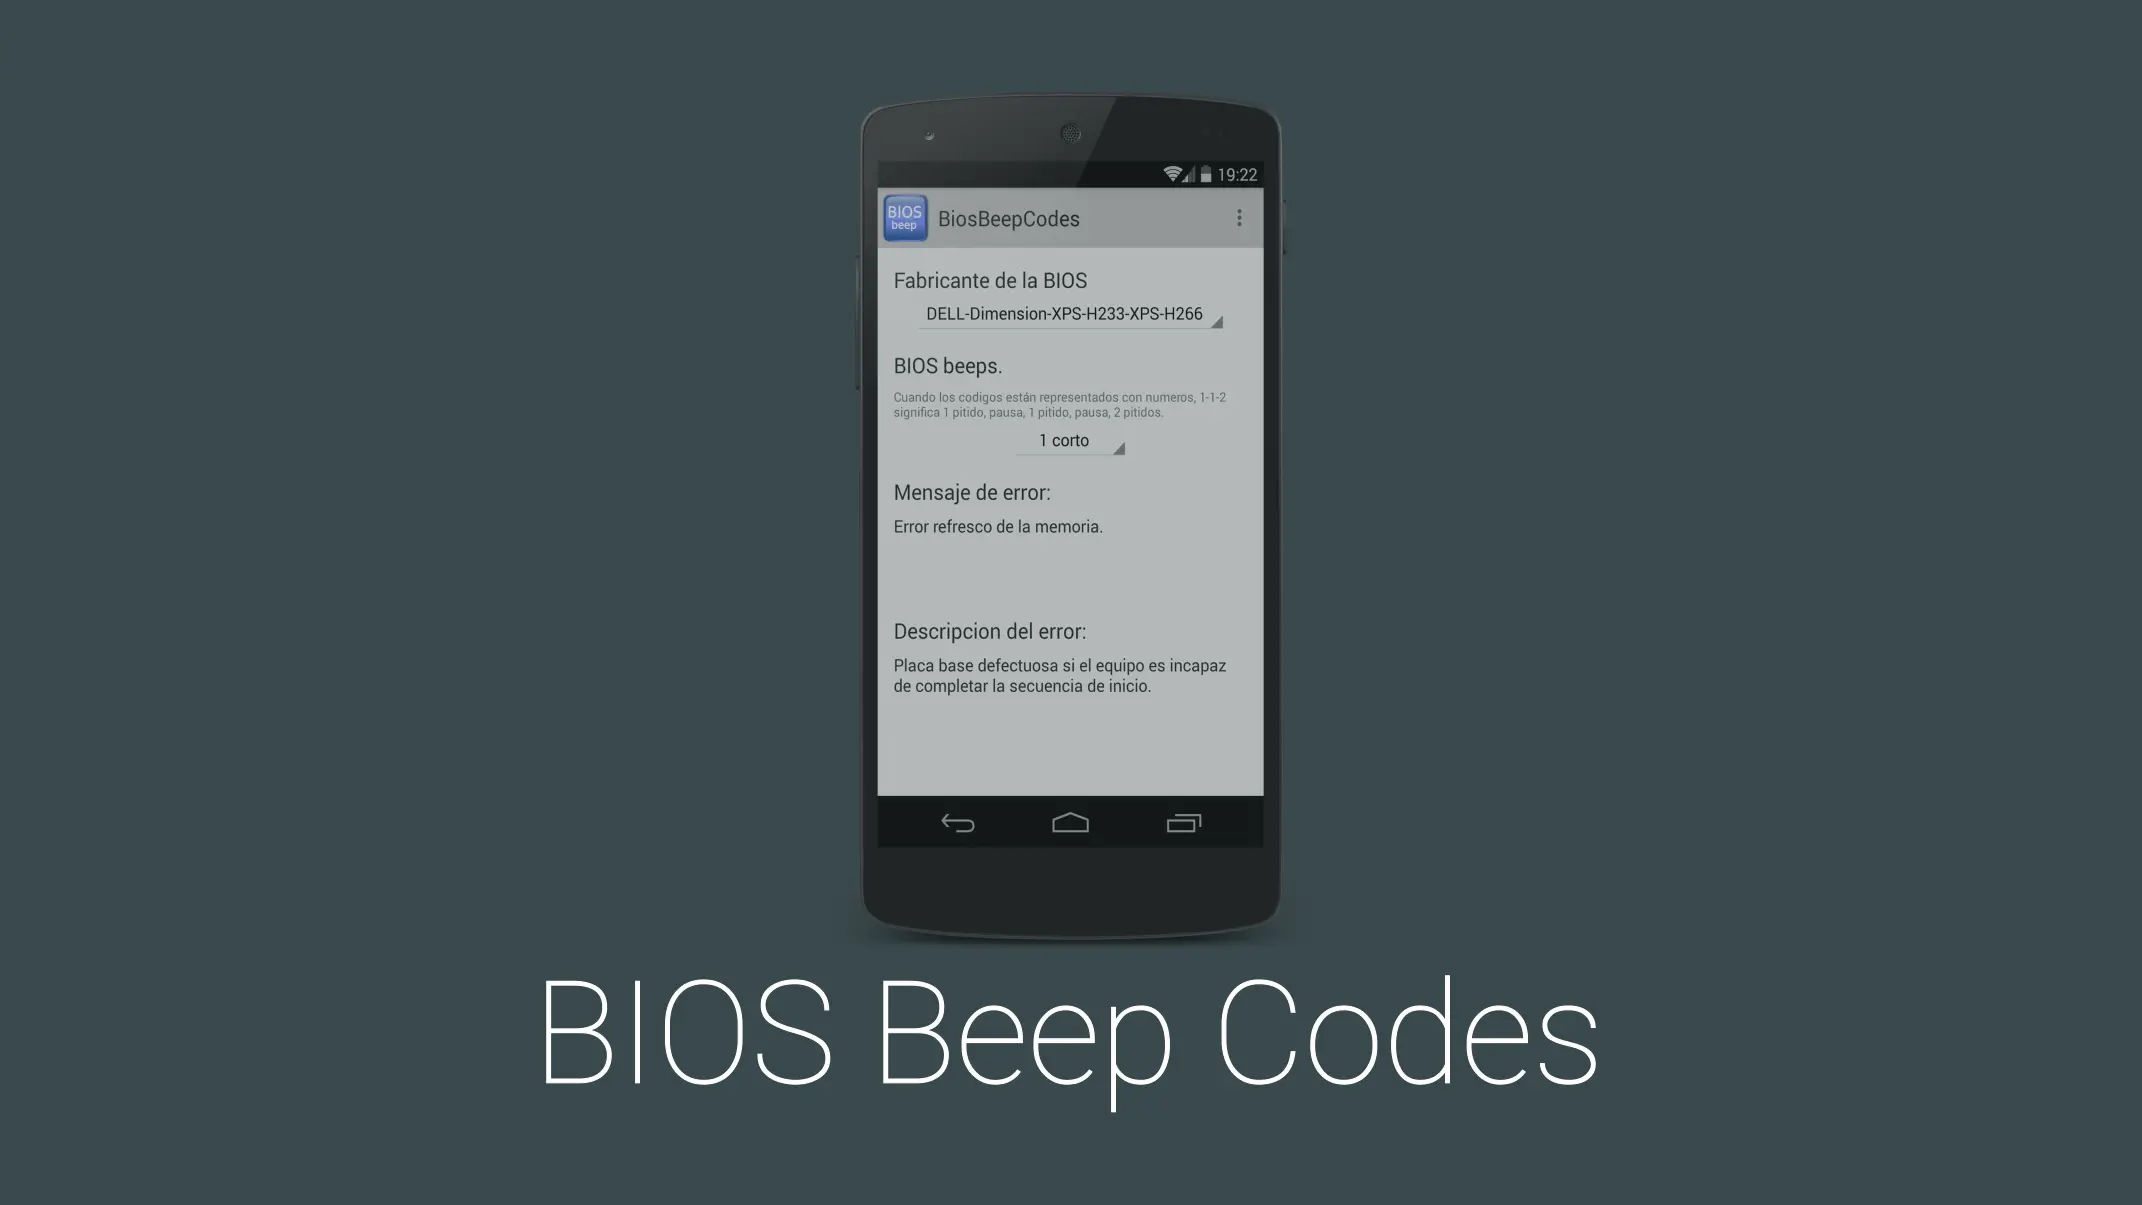 19:22
BIOS
beep
BiosBeepCodes
Fabricante de la BIOS
DELL-Dimension-XPS-H233-XPS-H266
BIOS beeps.
Cuando los codigos están representados con numeros, 1-1-2
significa 1 pitido, pausa, 1 pitido, pausa, 2 pitidos.
1 corto
Mensaje de error:
Error refresco de la memoria.
Descripcion del error:
Placa base defectuosa si el equipo es incapaz
de completar la secuencia de inicio.
BIOS Beep Codes